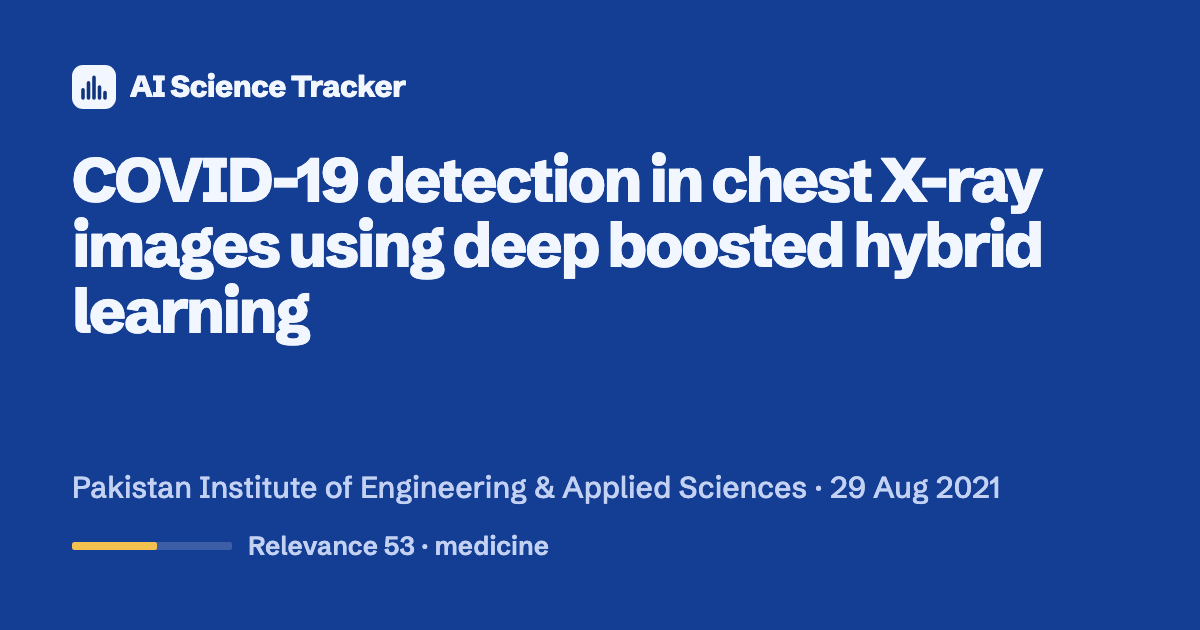 AI Science Tracker
COVID-19 detection in chest X-ray
images using deep boosted hybrid
learning
Pakistan Institute of Engineering & Applied Sciences · 29 Aug 2021
Relevance 53 · medicine